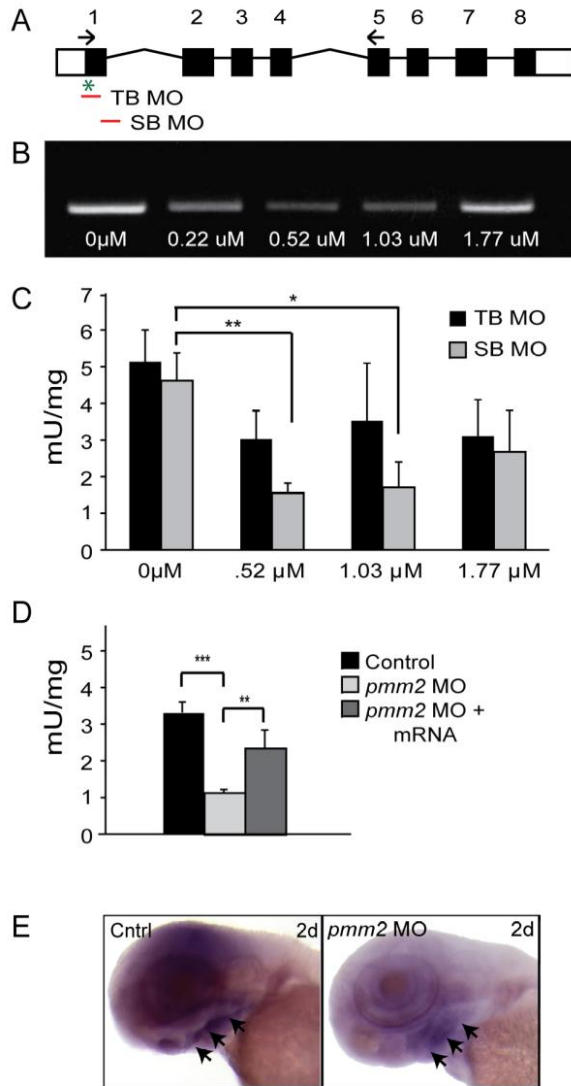 A
1 2 3 4 5 6 7 8
*
TB MO
SB MO
B
0µM 0.22 uM 0.52 uM 1.03 uM 1.77 uM
C
7
6
5
4
3
2
1
0
mU/mg
*
**
TB MO
SB MO
0µM .52 µM 1.03 µM 1.77 µM
D
5
4
3
2
1
0
mU/mg
***
**
Control
pmm2 MO
pmm2 MO +
mRNA
E
Cntrl 2d
pmm2 MO 2d